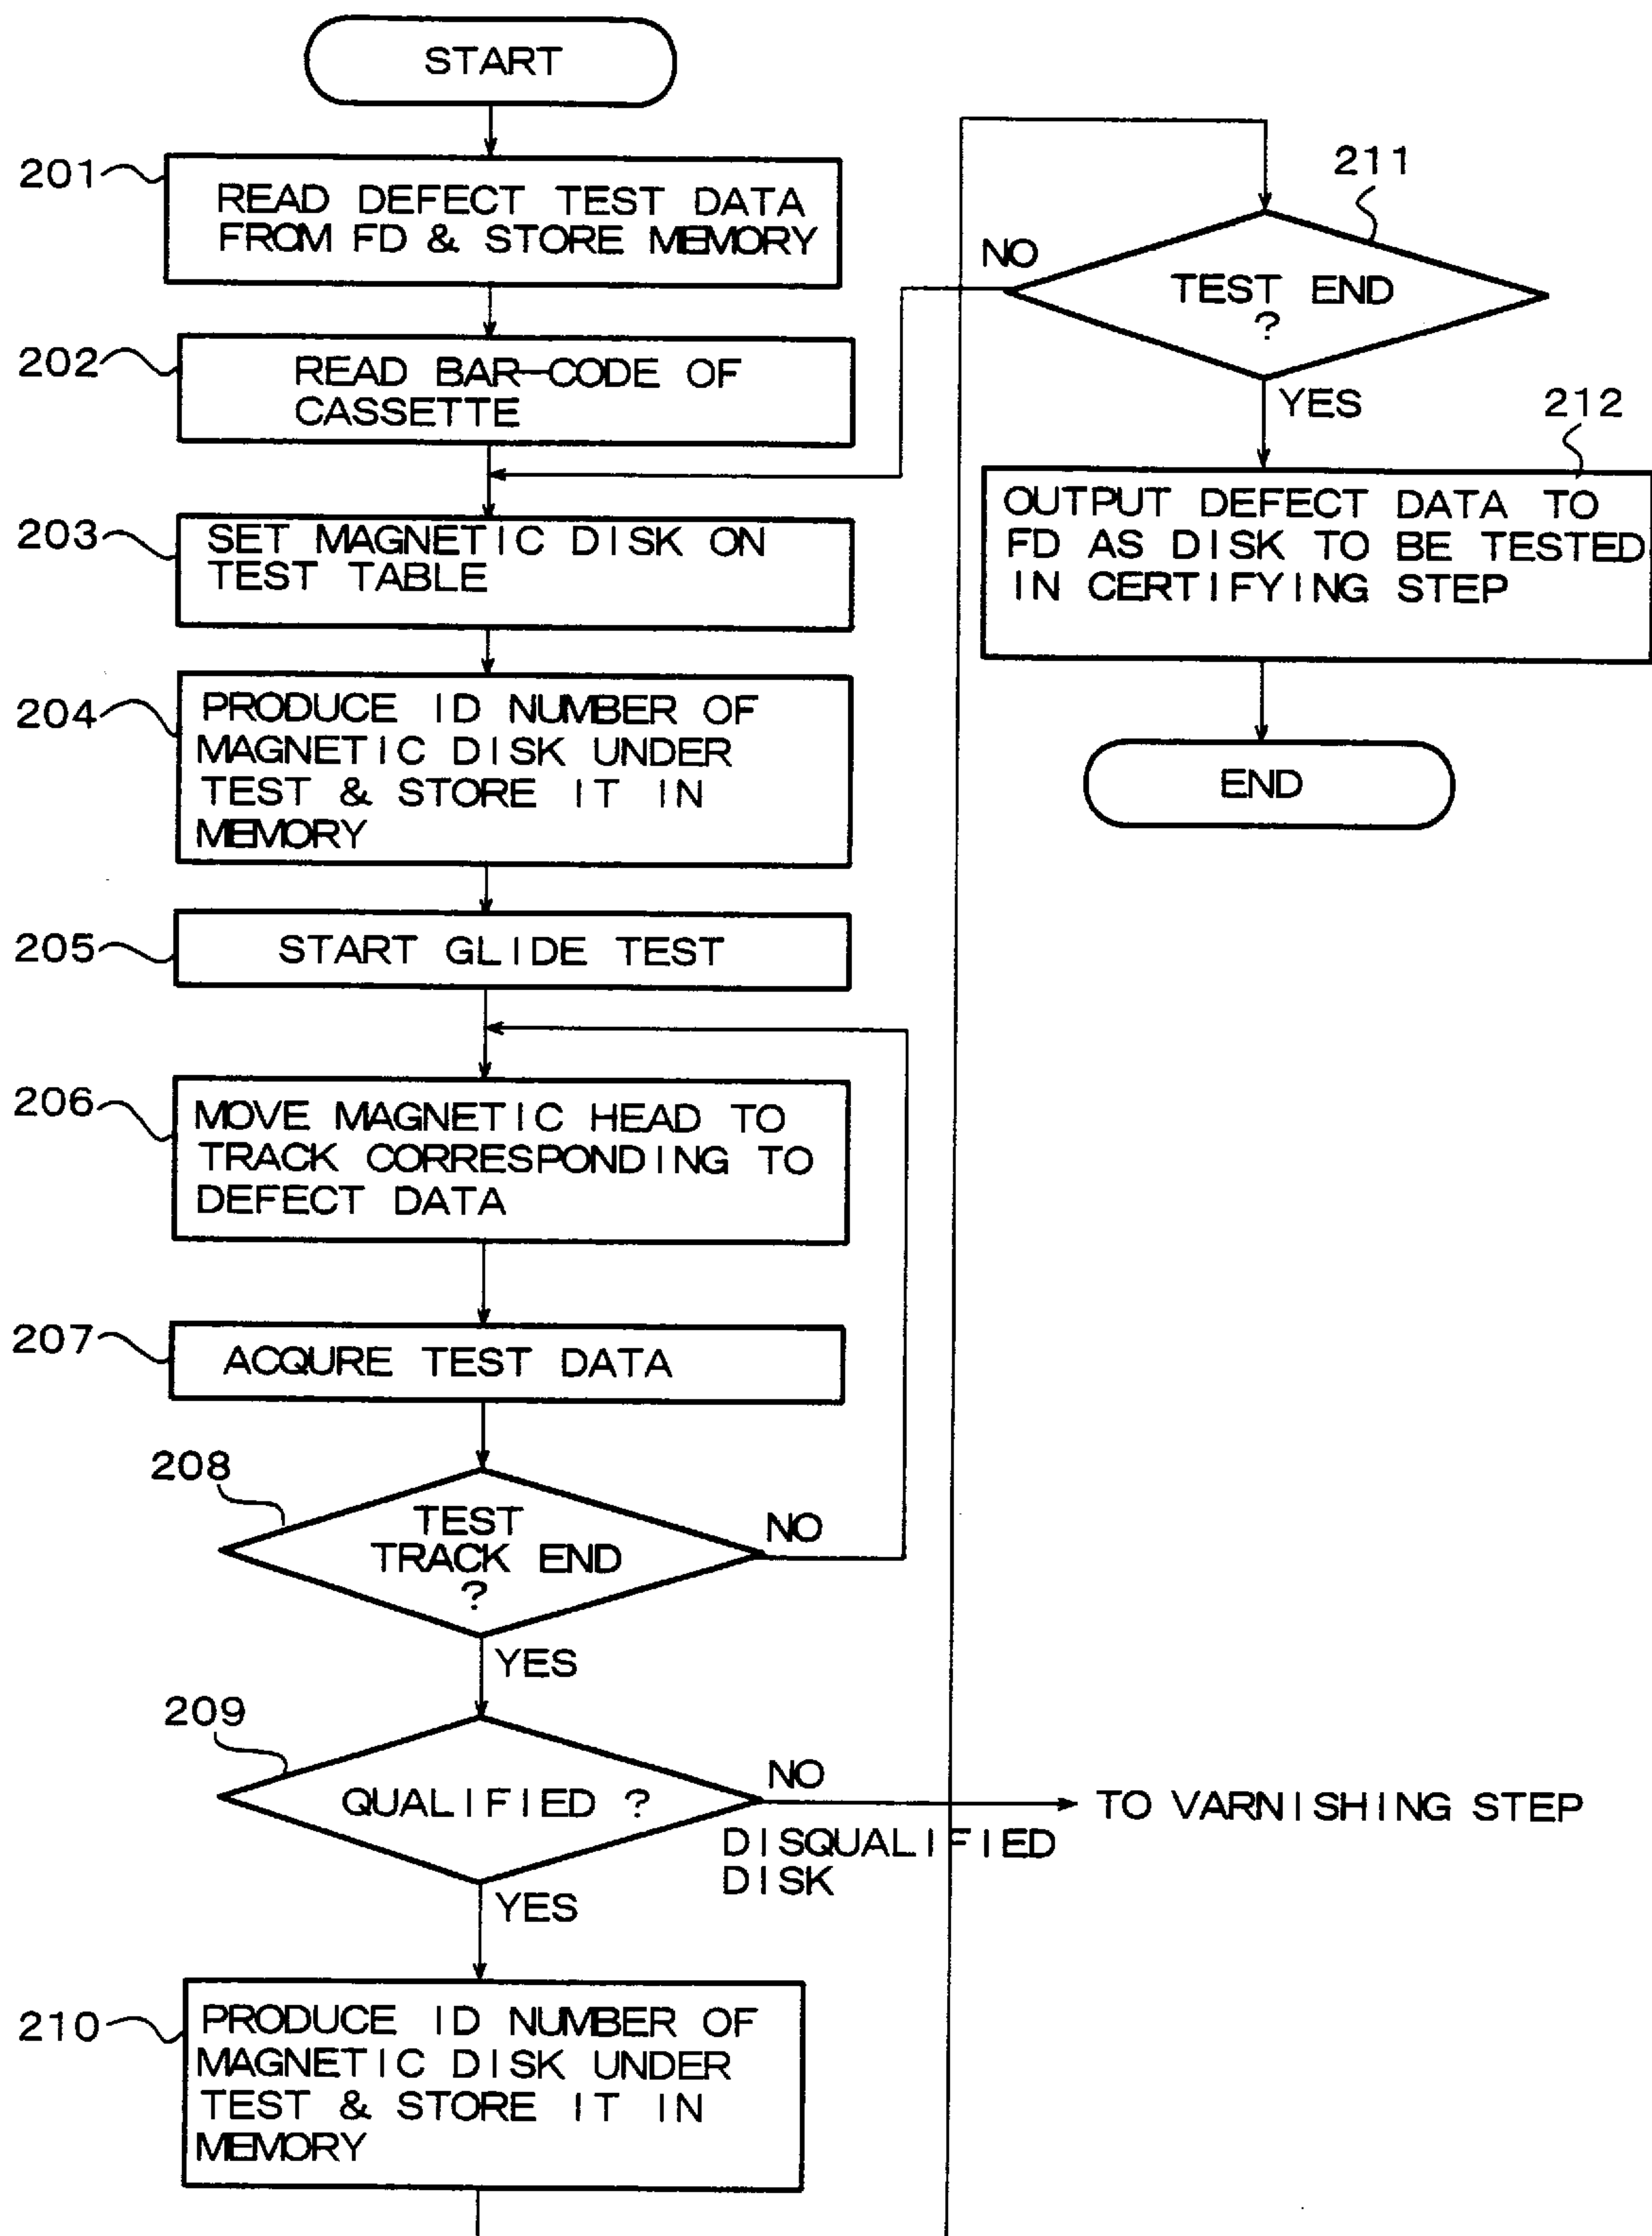 START
201
READ DEFECT TEST DATA
FROM FD & STORE MEMORY
202
READ BAR-CODE OF
CASSETTE
203
SET MAGNETIC DISK ON
TEST TABLE
204
PRODUCE ID NUMBER OF
MAGNETIC DISK UNDER
TEST & STORE IT IN
MEMORY
205
START GLIDE TEST
206
MOVE MAGNETIC HEAD TO
TRACK CORRESPONDING TO
DEFECT DATA
207
ACQURE TEST DATA
208
TEST
TRACK END
?
NO
YES
209
QUALIFIED ?
NO
DISQUALIFIED
DISK
TO VARNISHING STEP
YES
210
PRODUCE ID NUMBER OF
MAGNETIC DISK UNDER
TEST & STORE IT IN
MEMORY
211
NO
TEST END
?
YES
212
OUTPUT DEFECT DATA TO
FD AS DISK TO BE TESTED
IN CERTIFYING STEP
END